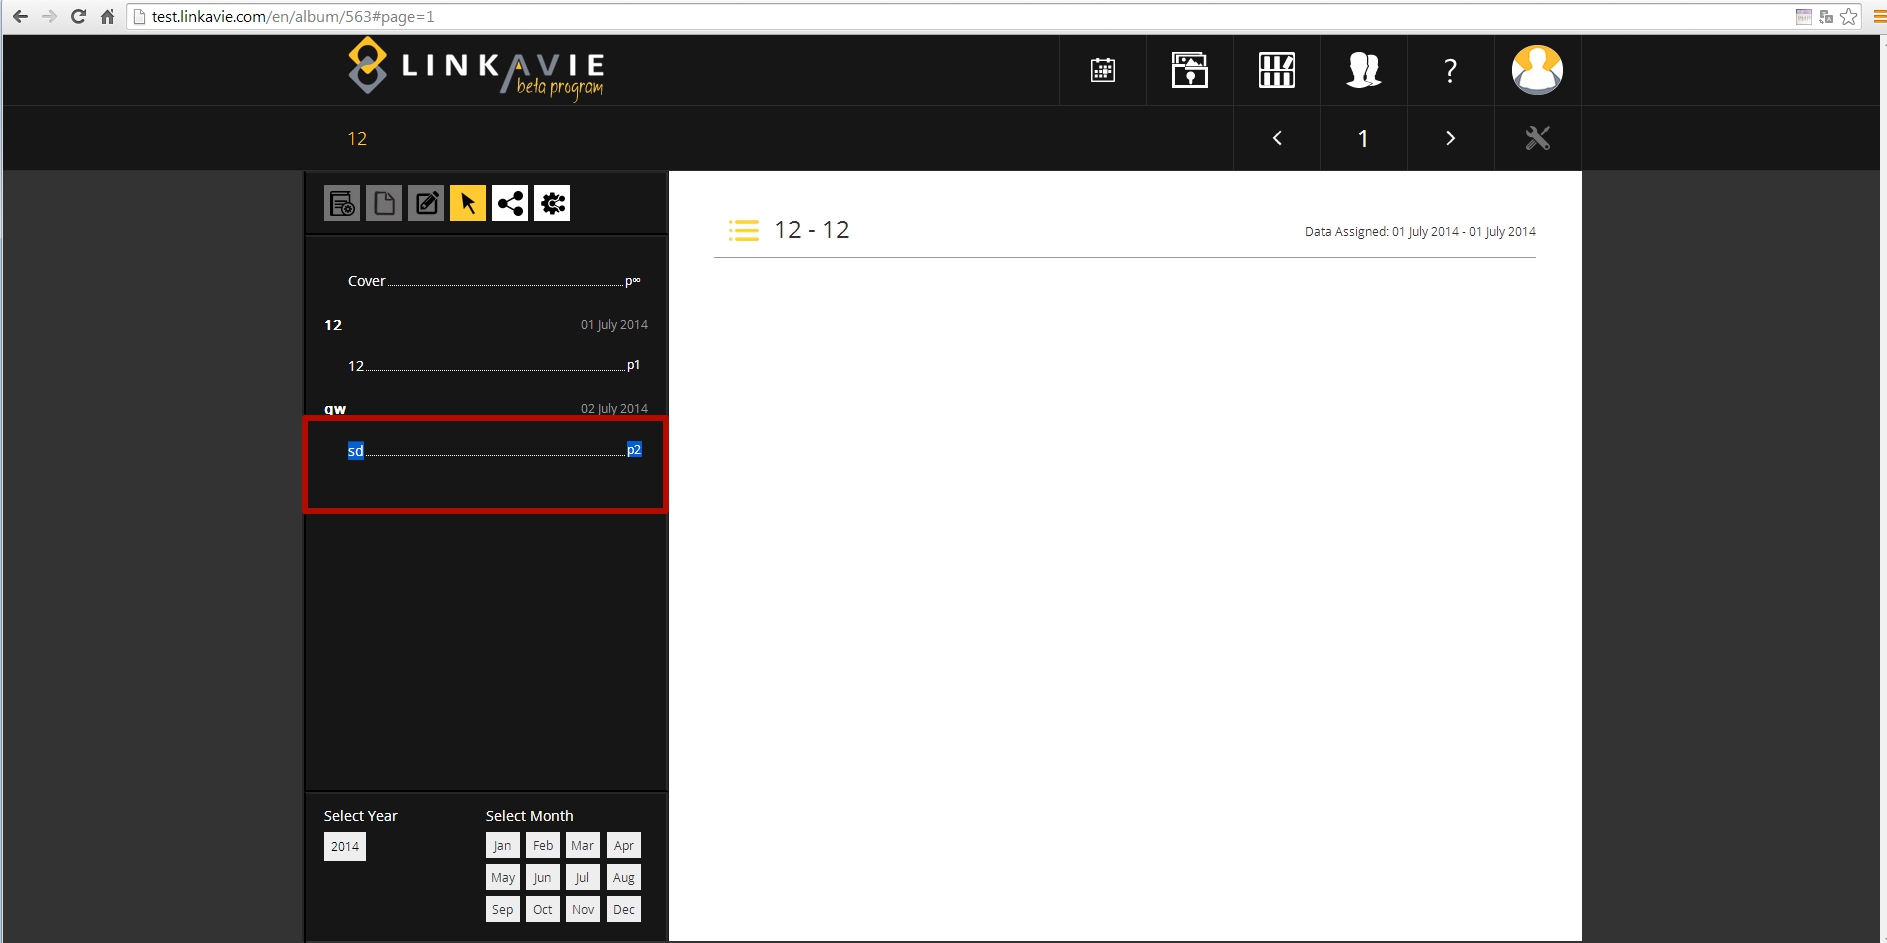 test.linkavie.com/en/album/563#page=1
LINKAVIE
beta program
?
12
1
12 - 12
Data Assigned: 01 July 2014 - 01 July 2014
Cover p∞
12 01 July 2014
12 p1
qw 02 July 2014
sd p2
Select Year
2014
Select Month
Jan Feb Mar Apr
May Jun Jul Aug
Sep Oct Nov Dec